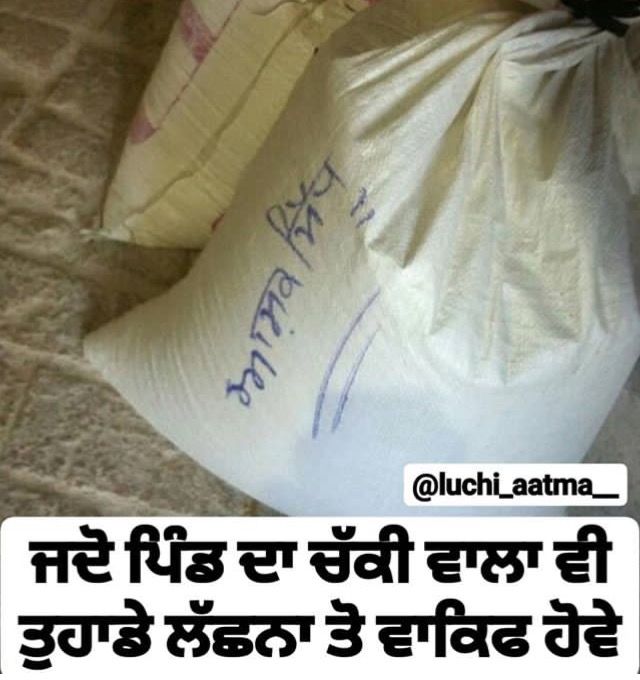 @luchi_aatma__
ਜਦੋ ਪਿੰਡ ਦਾ ਚੱਕੀ ਵਾਲਾ ਵੀ
ਤੁਹਾਡੇ ਲੱਛਨਾ ਤੋ ਵਾਕਿਫ ਹੋਵੇ